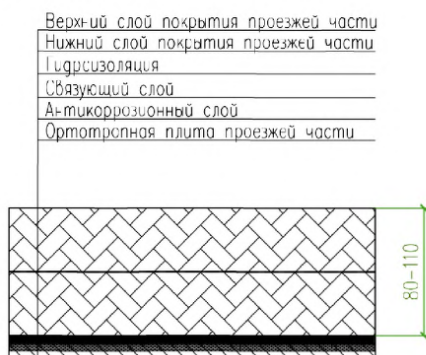 Верхний слой покрытия проезжей части
Нижний слой покрытия проезжей части
Гидроизоляция
Связующий слой
Антикоррозионный слой
Ортотропная плита проезжей части
80-110